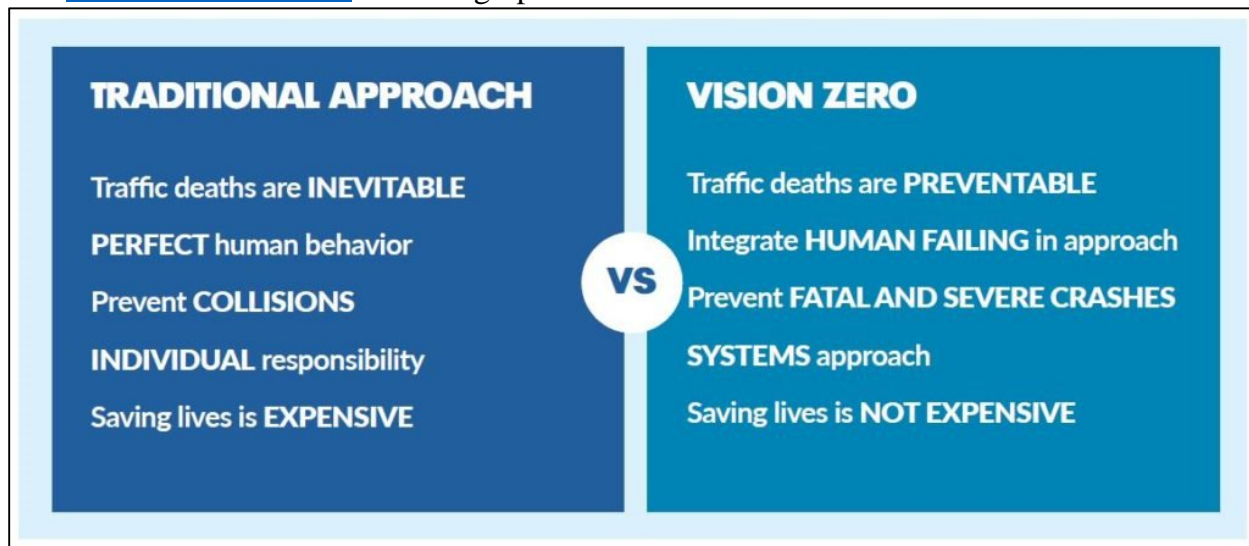 TRADITIONAL APPROACH
Traffic deaths are INEVITABLE
PERFECT human behavior
Prevent COLLISIONS
INDIVIDUAL responsibility
Saving lives is EXPENSIVE
VS
VISION ZERO
Traffic deaths are PREVENTABLE
Integrate HUMAN FAILING in approach
Prevent FATAL AND SEVERE CRASHES
SYSTEMS approach
Saving lives is NOT EXPENSIVE